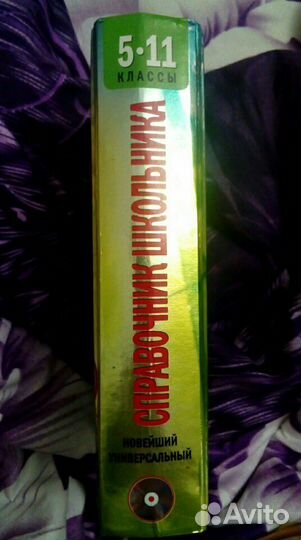 5·11
КЛАССЫ
СПРАВОЧНИК ШКОЛЬНИКА
НОВЕЙШИЙ
УНИВЕРСАЛЬНЫЙ
Avito